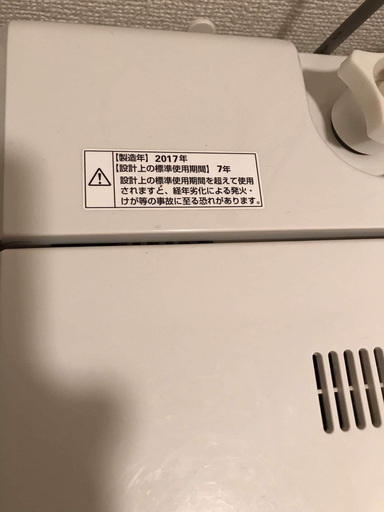 【製造年】 2017年
【設計上の標準使用期間】 7年
設計上の標準使用期間を超えて使用
されますと、経年劣化による発火・
けが等の事故に至る恐れがあります。